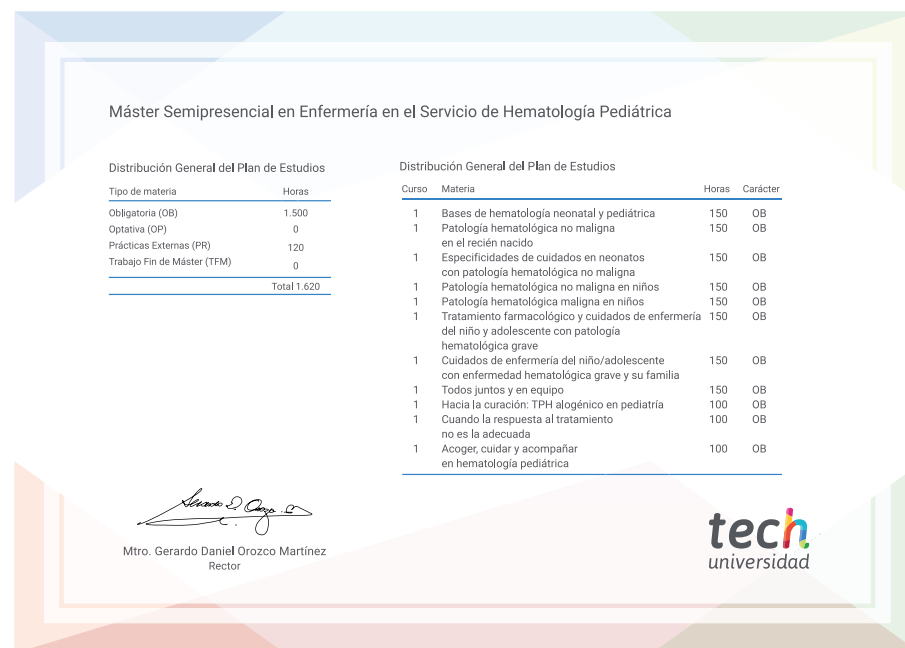 Máster Semipresencial en Enfermería en el Servicio de Hematología Pediátrica
Distribución General del Plan de Estudios
Tipo de materia Horas
Obligatoria (OB) 1.500
Optativa (OP) 0
Prácticas Externas (PR) 120
Trabajo Fin de Máster (TFM) 0
Total 1.620
Distribución General del Plan de Estudios
Curso Materia Horas Carácter
1 Bases de hematología neonatal y pediátrica 150 OB
1 Patología hematológica no maligna 150 OB
en el recién nacido
1 Especificidades de cuidados en neonatos 150 OB
con patología hematológica no maligna
1 Patología hematológica no maligna en niños 150 OB
1 Patología hematológica maligna en niños 150 OB
1 Tratamiento farmacológico y cuidados de enfermería 150 OB
del niño y adolescente con patología
hematológica grave
1 Cuidados de enfermería del niño/adolescente 150 OB
con enfermedad hematológica grave y su familia
1 Todos juntos y en equipo 150 OB
1 Hacia la curación: TPH alogénico en pediatría 100 OB
1 Cuando la respuesta al tratamiento 100 OB
no es la adecuada
1 Acoger, cuidar y acompañar 100 OB
en hematología pediátrica
Mtro. Gerardo Daniel Orozco Martínez
Rector
tech
universidad